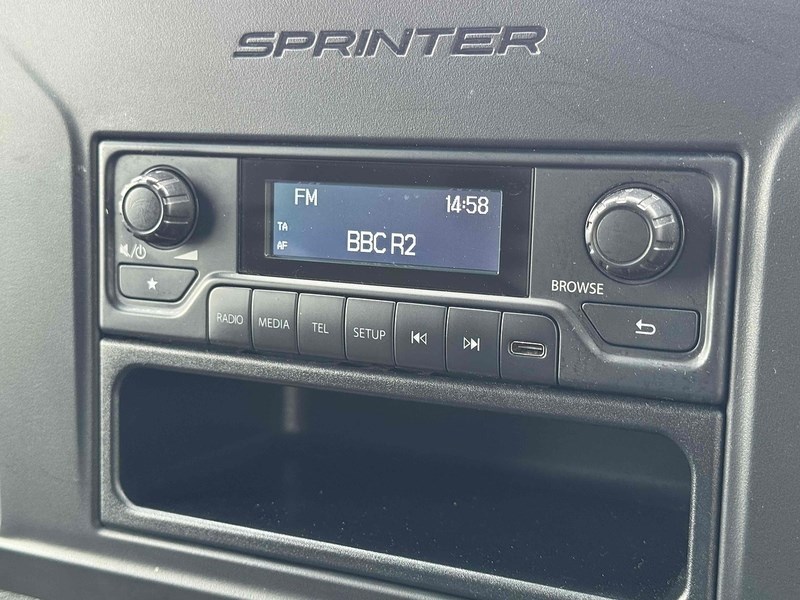 SPRINTER
FM 14:58
TA
AF BBC R2
BROWSE
RADIO MEDIA TEL SETUP